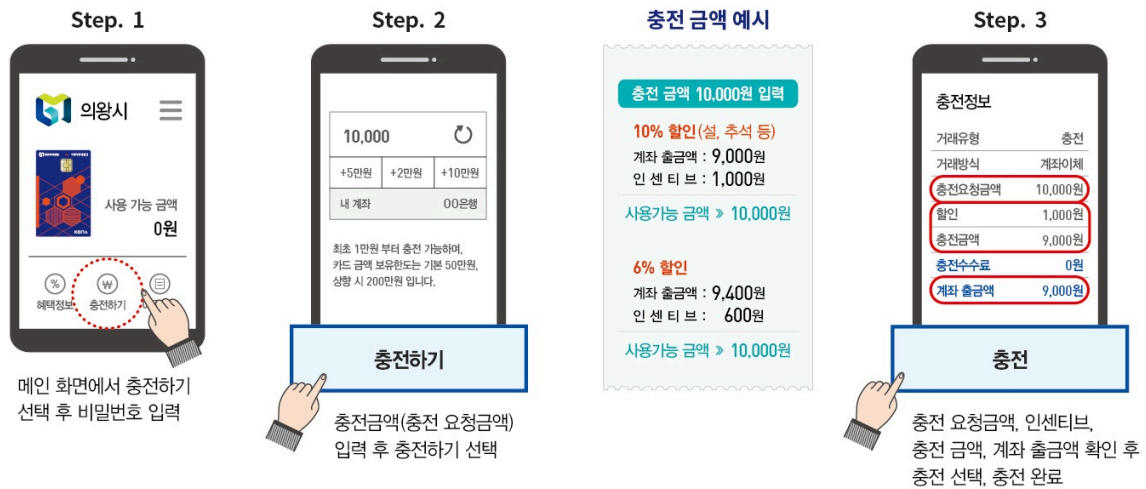 Step. 1
의왕시
사용 가능 금액
0원
혜택정보
충전하기
메인 화면에서 충전하기
선택 후 비밀번호 입력
Step. 2
10,000
+5만원 +2만원 +10만원
내 계좌 OO은행
최초 1만원 부터 충전 가능하며,
카드 금액 보유한도는 기본 50만원,
상향 시 200만원 입니다.
충전하기
충전금액(충전 요청금액)
입력 후 충전하기 선택
충전 금액 예시
충전 금액 10,000원 입력
10% 할인(설, 추석 등)
계좌 출금액 : 9,000원
인 센 티 브 : 1,000원
사용가능 금액 » 10,000원
6% 할인
계좌 출금액 : 9,400원
인 센 티 브 : 600원
사용가능 금액 » 10,000원
Step. 3
충전정보
거래유형 충전
거래방식 계좌이체
충전요청금액 10,000원
할인 1,000원
충전금액 9,000원
충전수수료 0원
계좌 출금액 9,000원
충전
충전 요청금액, 인센티브,
충전 금액, 계좌 출금액 확인 후
충전 선택, 충전 완료